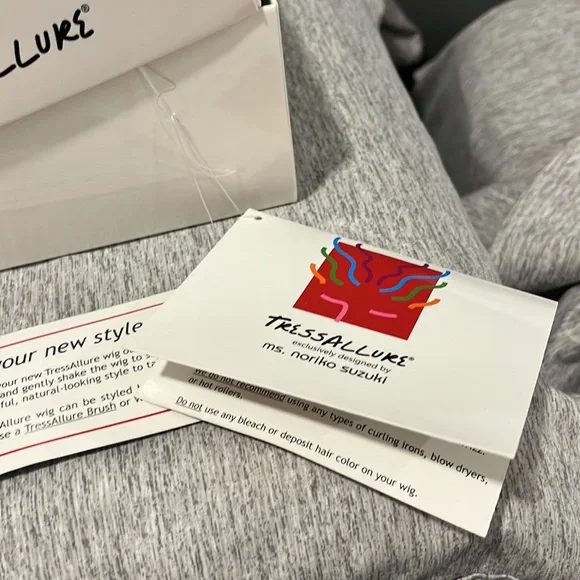 ALLURE®
your new style
your new TressAllure wig
and gently shake the wig to
ful, natural-looking style to
Allure wig can be styled
se a TressAllure Brush or
TRESSALLURE®
exclusively designed by
ms. noriko suzuki
We do not recommend using any types of curling irons, blow dryers,
or hot rollers.
Do not use any bleach or deposit hair color on your wig.